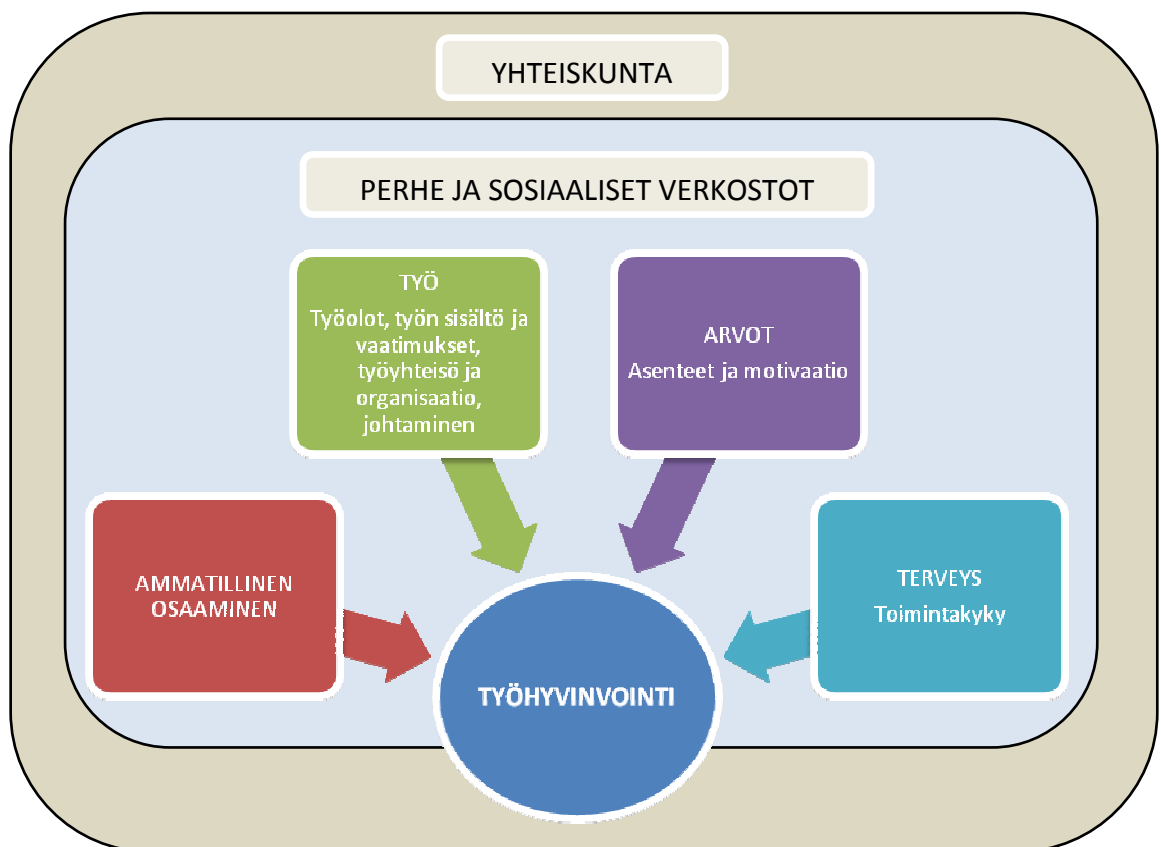 YHTEISKUNTA
PERHE JA SOSIAALISET VERKOSTOT
TYÖ
Työolot, työn sisältö ja
vaatimukset,
työyhteisö ja
organisaatio,
johtaminen
ARVOT
Asenteet ja motivaatio
AMMATILLINEN
OSAAMINEN
TERVEYS
Toimintakyky
TYÖHYVINVOINTI